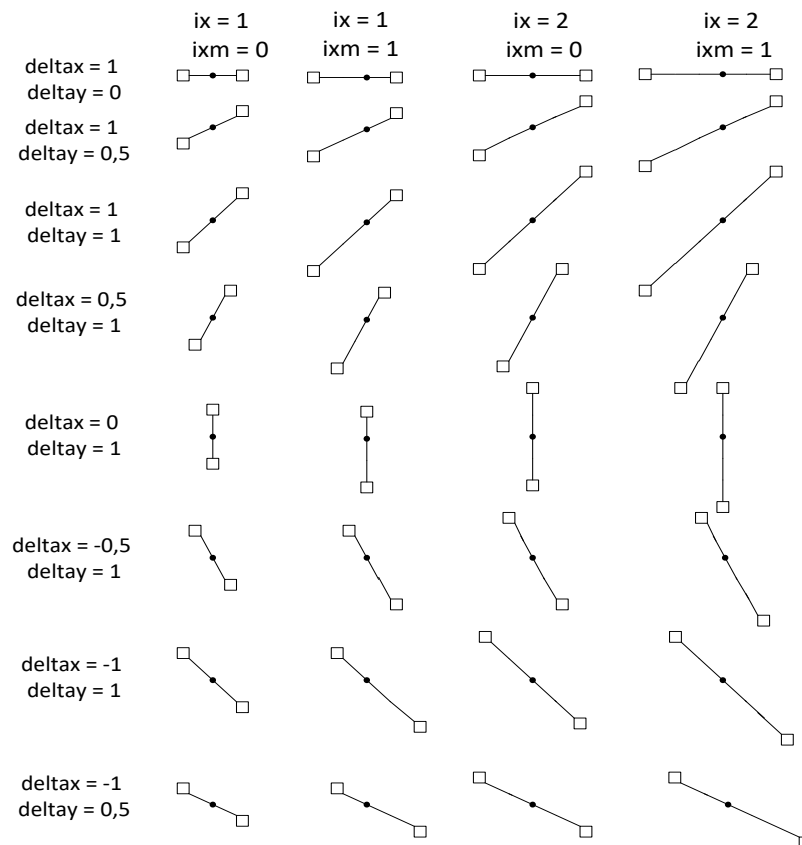 ix = 1
ixm = 0
ix = 1
ixm = 1
ix = 2
ixm = 0
ix = 2
ixm = 1
deltax = 1
deltay = 0
deltax = 1
deltay = 0,5
deltax = 1
deltay = 1
deltax = 0,5
deltay = 1
deltax = 0
deltay = 1
deltax = -0,5
deltay = 1
deltax = -1
deltay = 1
deltax = -1
deltay = 0,5